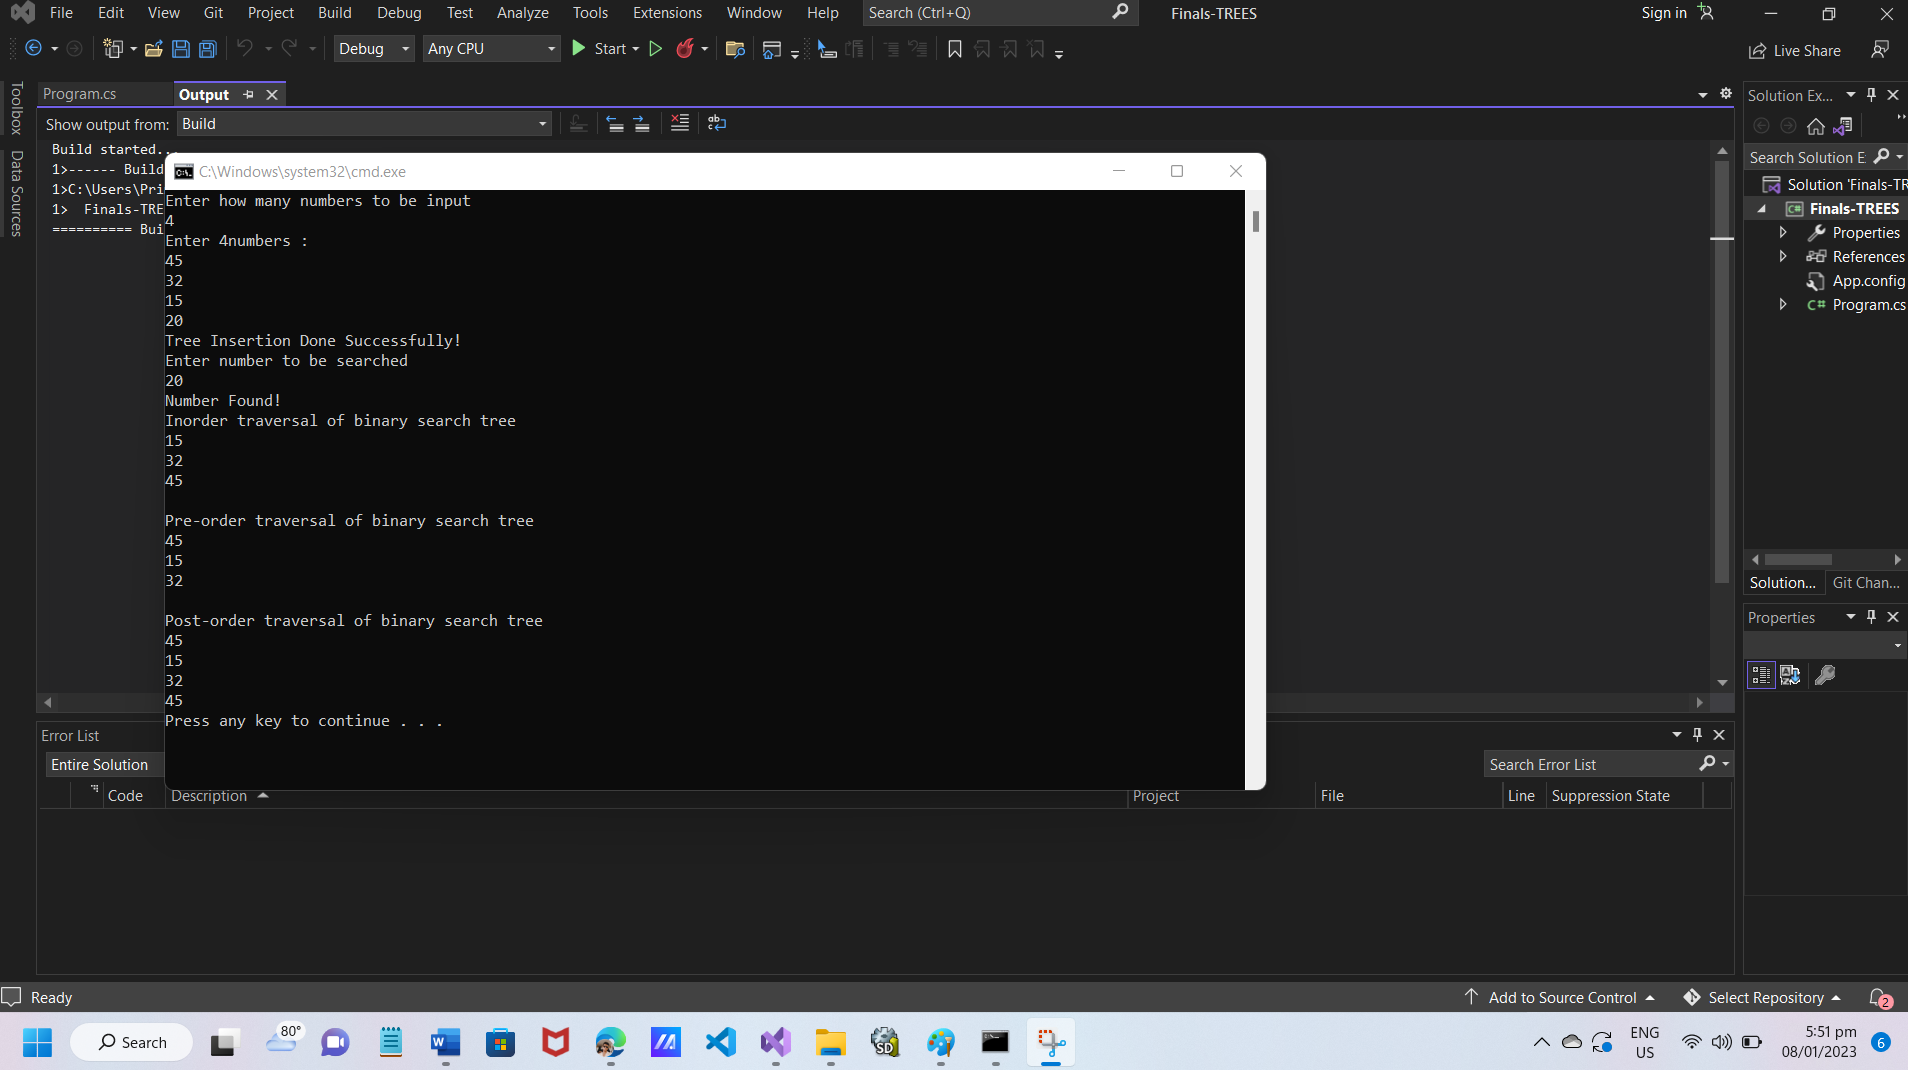 File Edit View Git Project Build Debug Test Analyze Tools Extensions Window Help Search (Ctrl+Q) Finals-TREES Sign in
Debug Any CPU Start Live Share
Toolbox
Data Sources
Program.cs Output
Show output from: Build
Build started...
1>------ Build
1>C:\Users\Pri
1> Finals-TRE
========== Bui
C:\Windows\system32\cmd.exe
Enter how many numbers to be input
4
Enter 4numbers :
45
32
15
20
Tree Insertion Done Successfully!
Enter number to be searched
20
Number Found!
Inorder traversal of binary search tree
15
32
45
Pre-order traversal of binary search tree
45
15
32
Post-order traversal of binary search tree
45
15
32
45
Press any key to continue . . .
Solution Ex...
Search Solution E
Solution 'Finals-TR
Finals-TREES
Properties
References
App.config
Program.cs
Solution... Git Chan...
Properties
Error List
Entire Solution Search Error List
Code Description Project File Line Suppression State
Ready Add to Source Control Select Repository 2
Search 80° ENG US 5:51 pm 08/01/2023 6